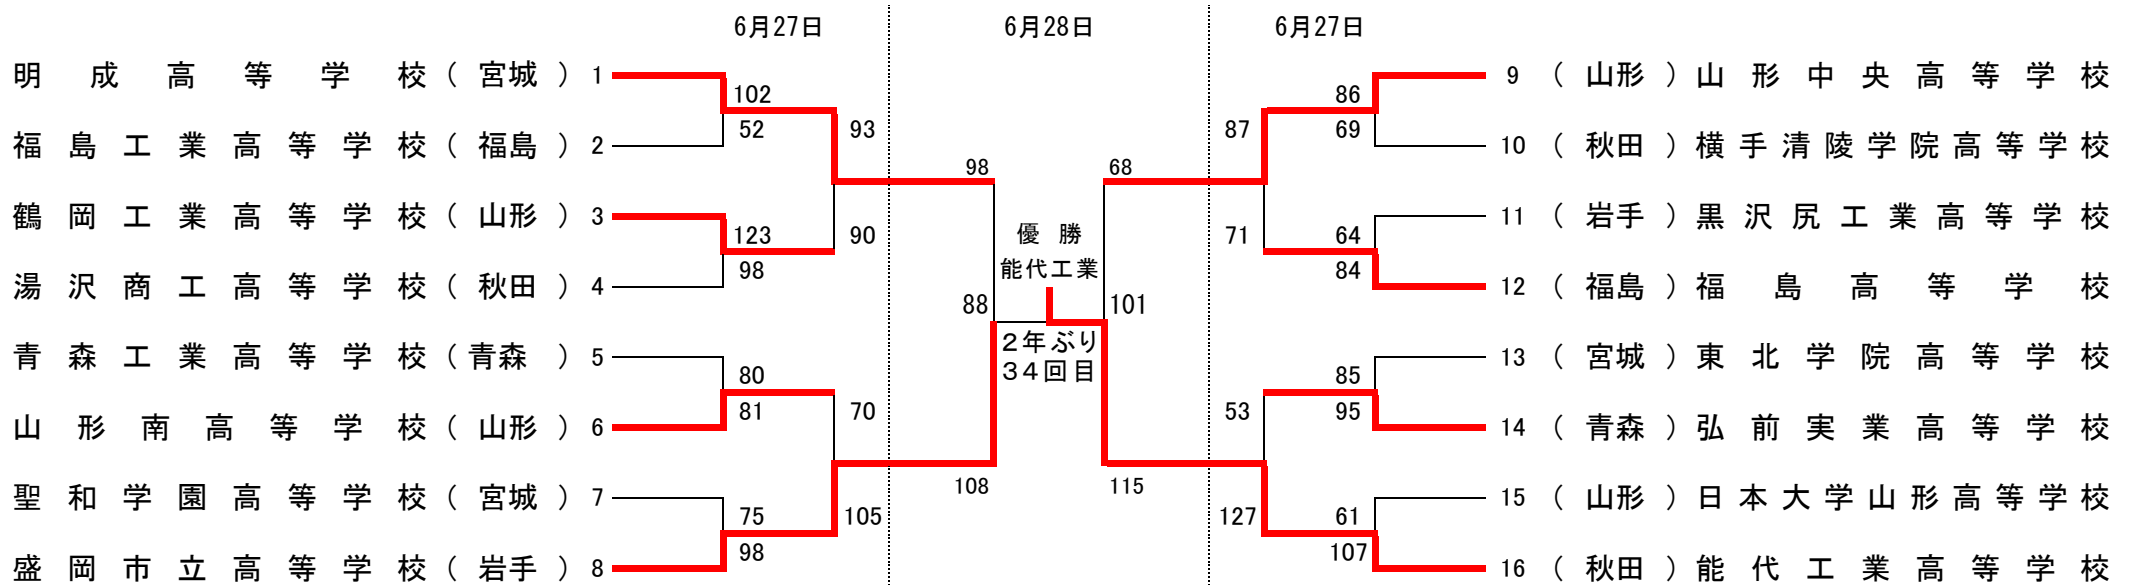 6月27日 6月28日 6月27日
明成高等学校(宮城) 1
102
52
福島工業高等学校(福島) 2
93
鶴岡工業高等学校(山形) 3
123
98
湯沢商工高等学校(秋田) 4
90
青森工業高等学校(青森) 5
80
81
山形南高等学校(山形) 6
70
聖和学園高等学校(宮城) 7
75
98
盛岡市立高等学校(岩手) 8
105
98
108
優勝
能代工業
88 101
2年ぶり
34回目
68
115
9 (山形)山形中央高等学校
86
69
10 (秋田)横手清陵学院高等学校
87
11 (岩手)黒沢尻工業高等学校
64
84
12 (福島)福島高等学校
71
13 (宮城)東北学院高等学校
85
95
14 (青森)弘前実業高等学校
53
15 (山形)日本大学山形高等学校
61
107
16 (秋田)能代工業高等学校
127